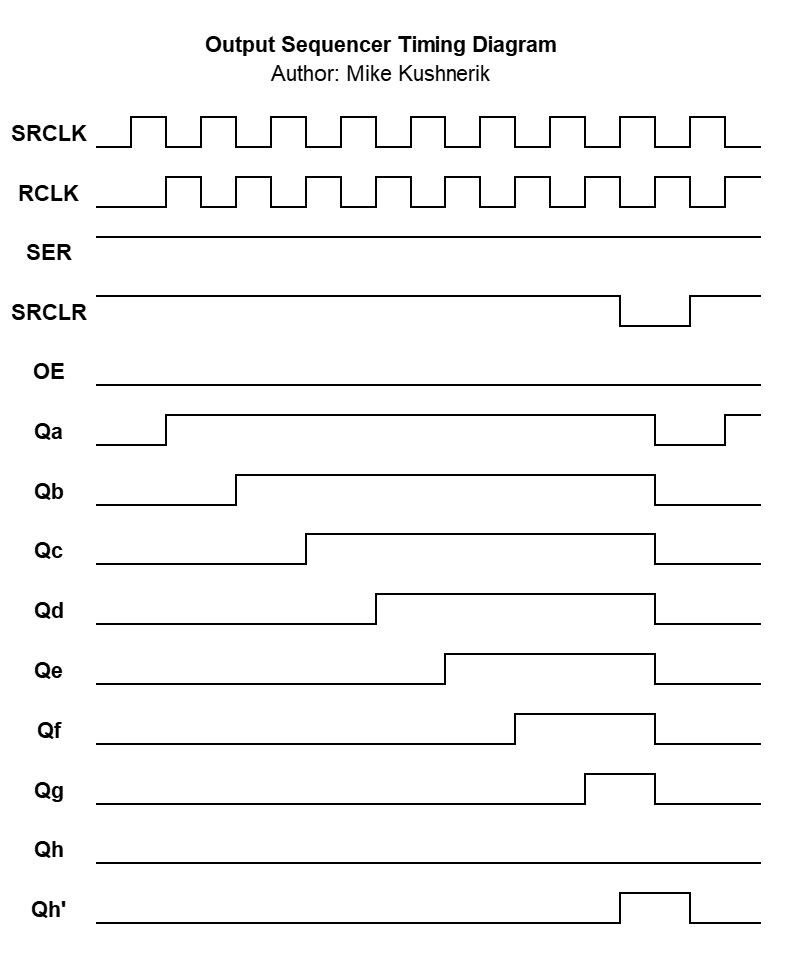 Output Sequencer Timing Diagram
Author: Mike Kushnerik
SRCLK
RCLK
SER
SRCLR
OE
Qa
Qb
Qc
Qd
Qe
Qf
Qg
Qh
Qh'